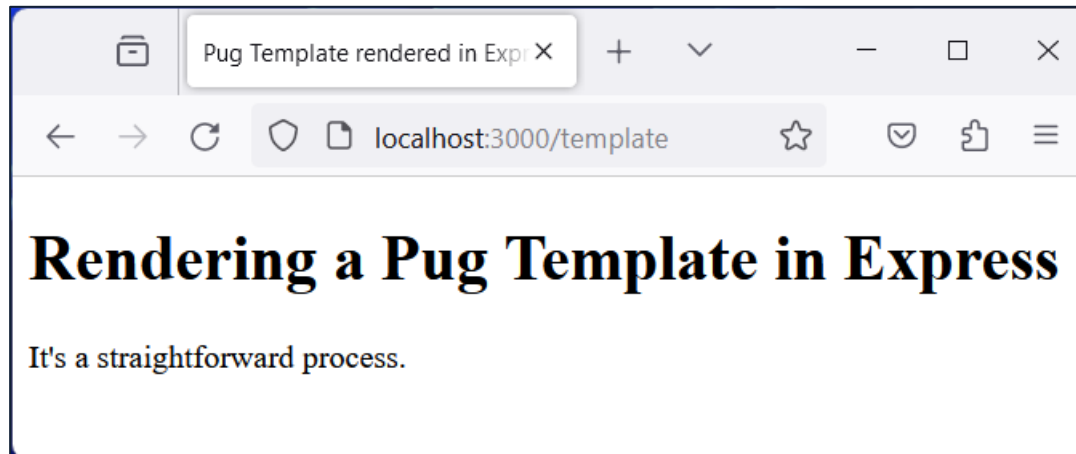 Pug Template rendered in Expr
localhost:3000/template
Rendering a Pug Template in Express
It's a straightforward process.